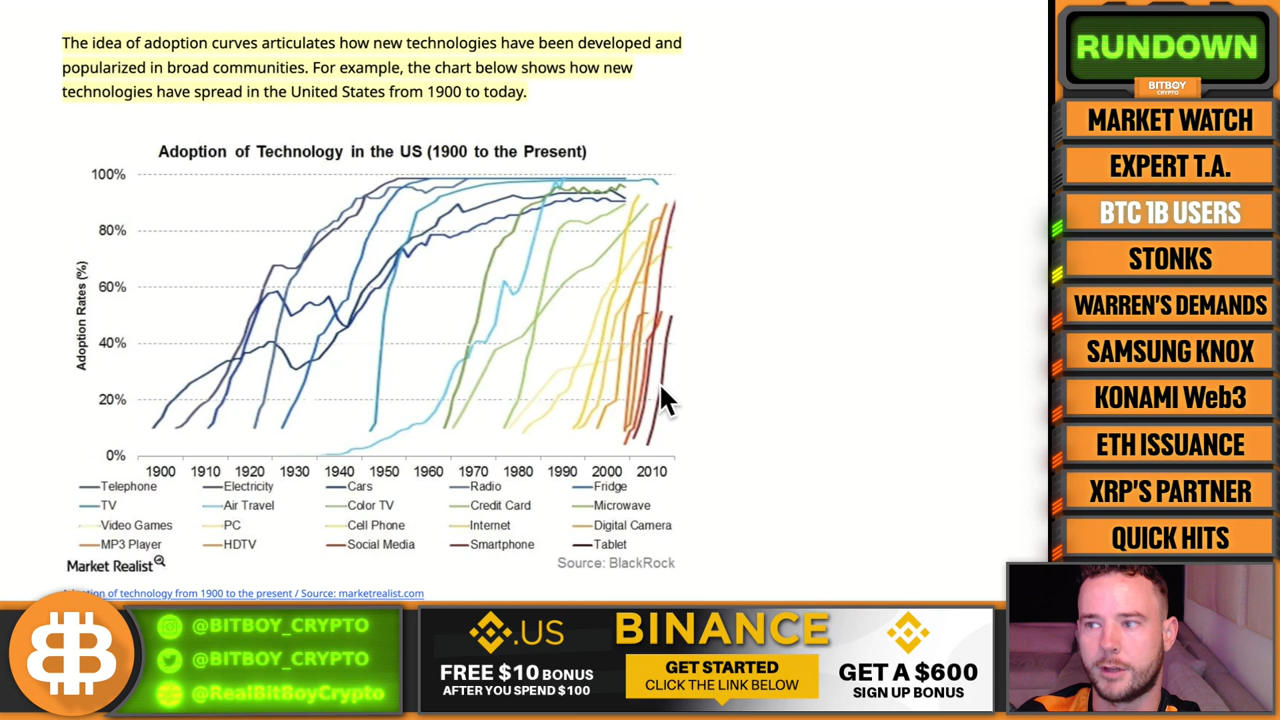 The idea of adoption curves articulates how new technologies have been developed and
popularized in broad communities. For example, the chart below shows how new
technologies have spread in the United States from 1900 to today.
Adoption of Technology in the US (1900 to the Present)
Adoption Rates (%)
100%
80%
60%
40%
20%
0%
1900 1910 1920 1930 1940 1950 1960 1970 1980 1990 2000 2010
Telephone Electricity Cars Radio Fridge
TV Air Travel Color TV Credit Card Microwave
Video Games PC Cell Phone Internet Digital Camera
MP3 Player HDTV Social Media Smartphone Tablet
Market Realist
Source: BlackRock
Adoption of technology from 1900 to the present / Source: marketrealist.com
RUNDOWN
BITBOY
CRYPTO
MARKET WATCH
EXPERT T.A.
BTC 1B USERS
STONKS
WARREN'S DEMANDS
SAMSUNG KNOX
KONAMI Web3
ETH ISSUANCE
XRP'S PARTNER
QUICK HITS
@BITBOY_CRYPTO
@BITBOY_CRYPTO
@RealBitBoyCrypto
.US
FREE $10 BONUS
AFTER YOU SPEND $100
BINANCE
GET STARTED
CLICK THE LINK BELOW
GET A $600
SIGN UP BONUS